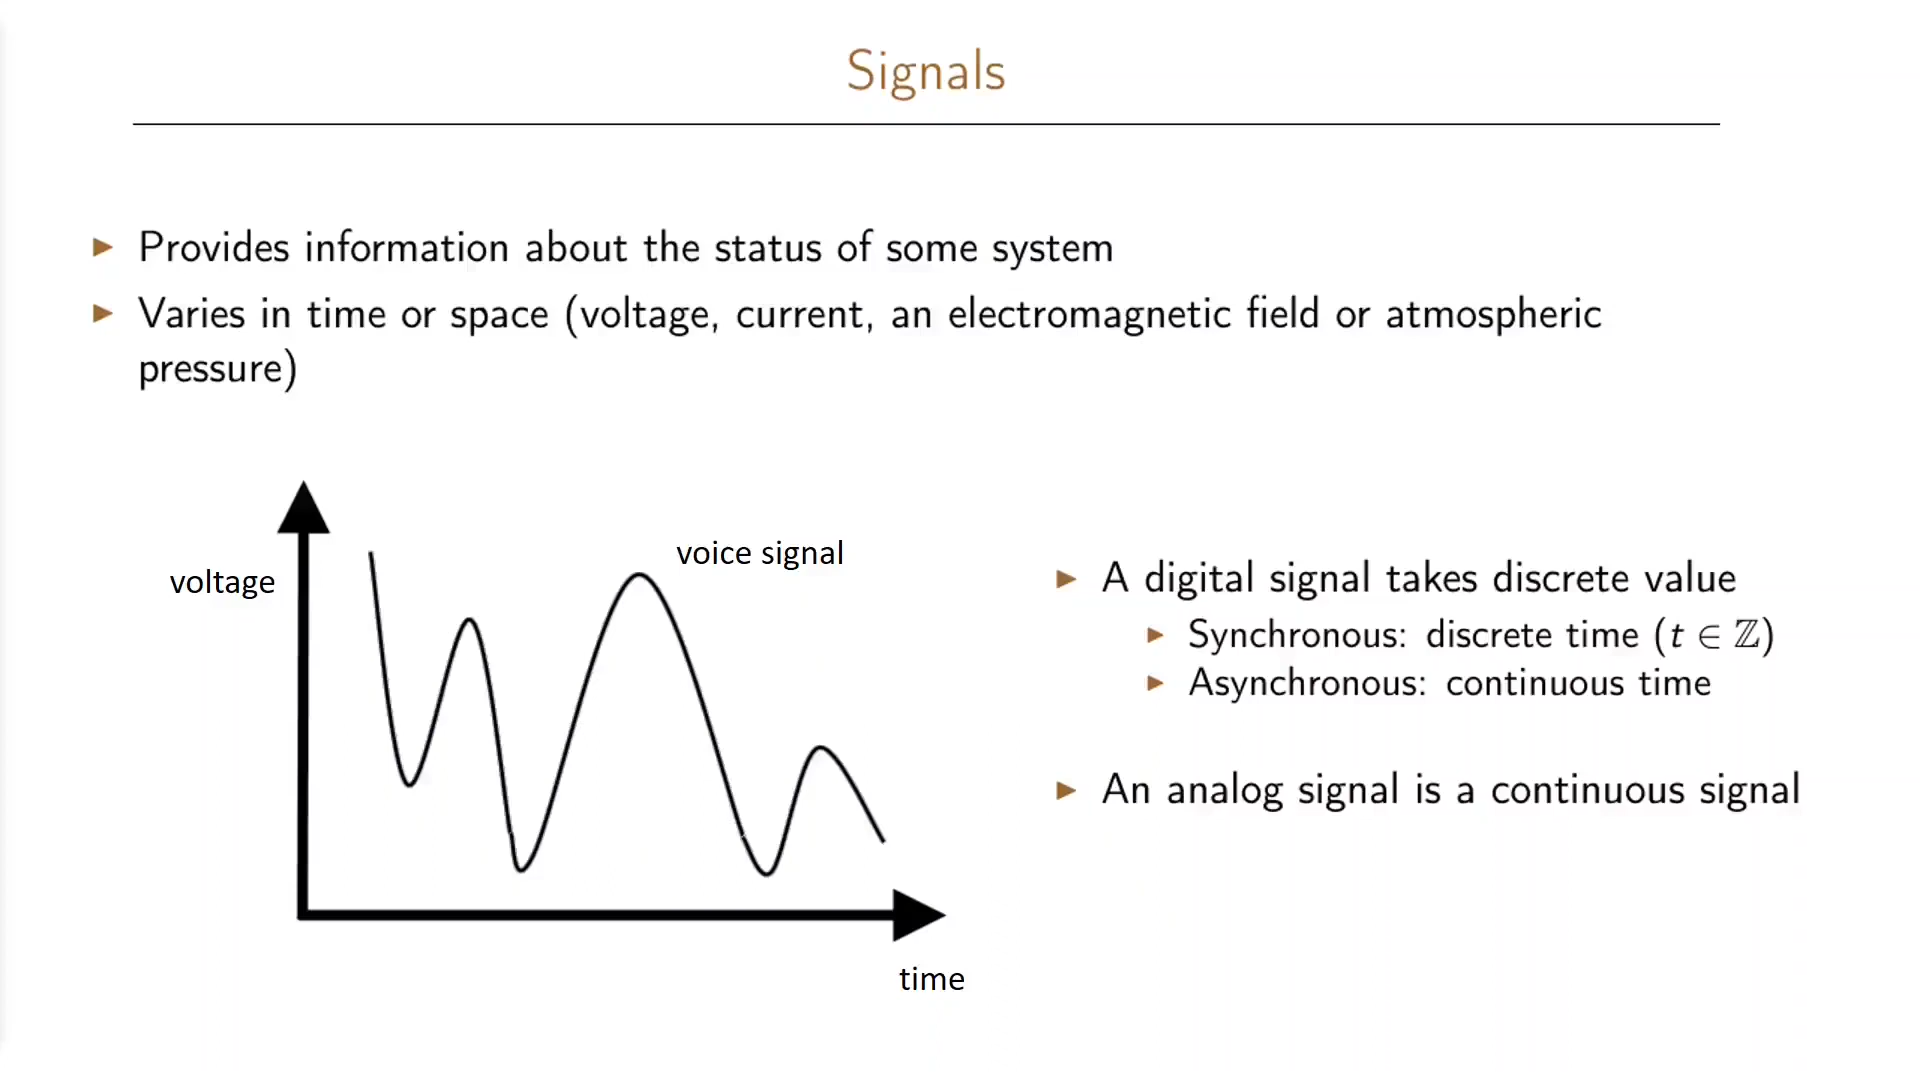 Signals
Provides information about the status of some system
Varies in time or space (voltage, current, an electromagnetic field or atmospheric
pressure)
voltage
voice signal
time
A digital signal takes discrete value
Synchronous: discrete time (t ∈ ℤ)
Asynchronous: continuous time
An analog signal is a continuous signal